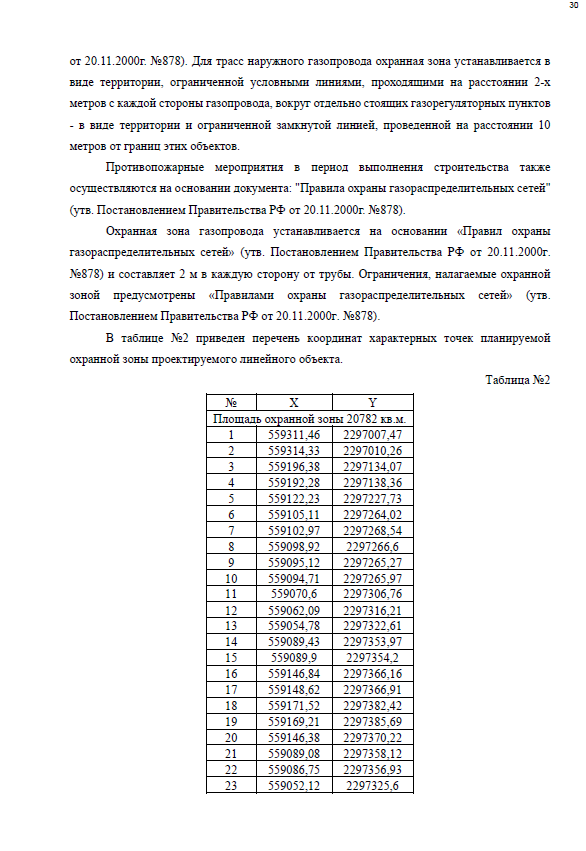 30
от 20.11.2000г. №878). Для трасс наружного газопровода охранная зона устанавливается в
виде территории, ограниченной условными линиями, проходящими на расстоянии 2-х
метров с каждой стороны газопровода, вокруг отдельно стоящих газорегуляторных пунктов
- в виде территории и ограниченной замкнутой линией, проведенной на расстоянии 10
метров от границ этих объектов.
Противопожарные мероприятия в период выполнения строительства также
осуществляются на основании документа: "Правила охраны газораспределительных сетей"
(утв. Постановлением Правительства РФ от 20.11.2000г. №878).
Охранная зона газопровода устанавливается на основании «Правил охраны
газораспределительных сетей» (утв. Постановлением Правительства РФ от 20.11.2000г.
№878) и составляет 2 м в каждую сторону от трубы. Ограничения, налагаемые охранной
зоной предусмотрены «Правилами охраны газораспределительных сетей» (утв.
Постановлением Правительства РФ от 20.11.2000г. №878).
В таблице №2 приведен перечень координат характерных точек планируемой
охранной зоны проектируемого линейного объекта.
Таблица №2
№ X Y
Площадь охранной зоны 20782 кв.м.
1 559311,46 2297007,47
2 559314,33 2297010,26
3 559196,38 2297134,07
4 559192,28 2297138,36
5 559122,23 2297227,73
6 559105,11 2297264,02
7 559102,97 2297268,54
8 559098,92 2297266,6
9 559095,12 2297265,27
10 559094,71 2297265,97
11 559070,6 2297306,76
12 559062,09 2297316,21
13 559054,78 2297322,61
14 559089,43 2297353,97
15 559089,9 2297354,2
16 559146,84 2297366,16
17 559148,62 2297366,91
18 559171,52 2297382,42
19 559169,21 2297385,69
20 559146,38 2297370,22
21 559089,08 2297358,12
22 559086,75 2297356,93
23 559052,12 2297325,6